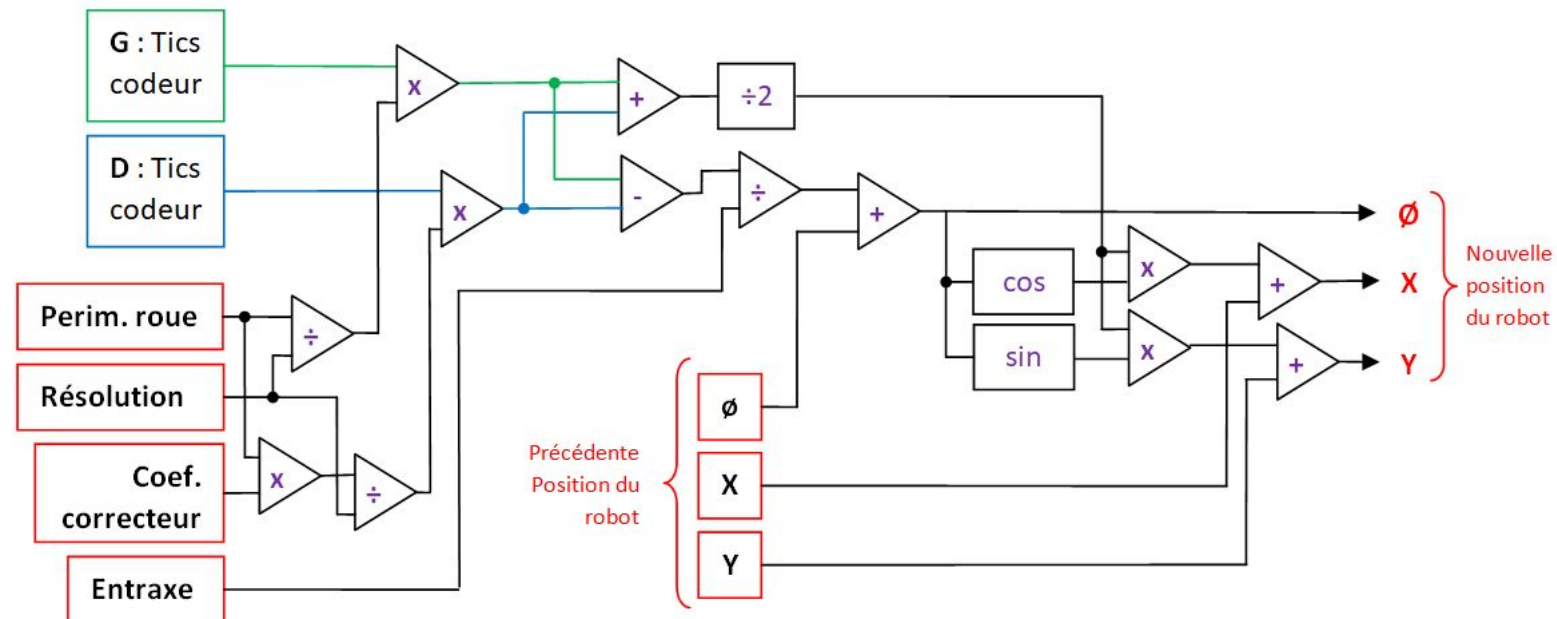 G : Tics
codeur
D : Tics
codeur
Perim. roue
Résolution
Coef.
correcteur
Entraxe
x
x
÷
x
÷
+
-
÷2
÷
+
cos
sin
x
x
+
+
Précédente
Position du
robot
ø
X
Y
Ø
X
Y
Nouvelle
position
du robot